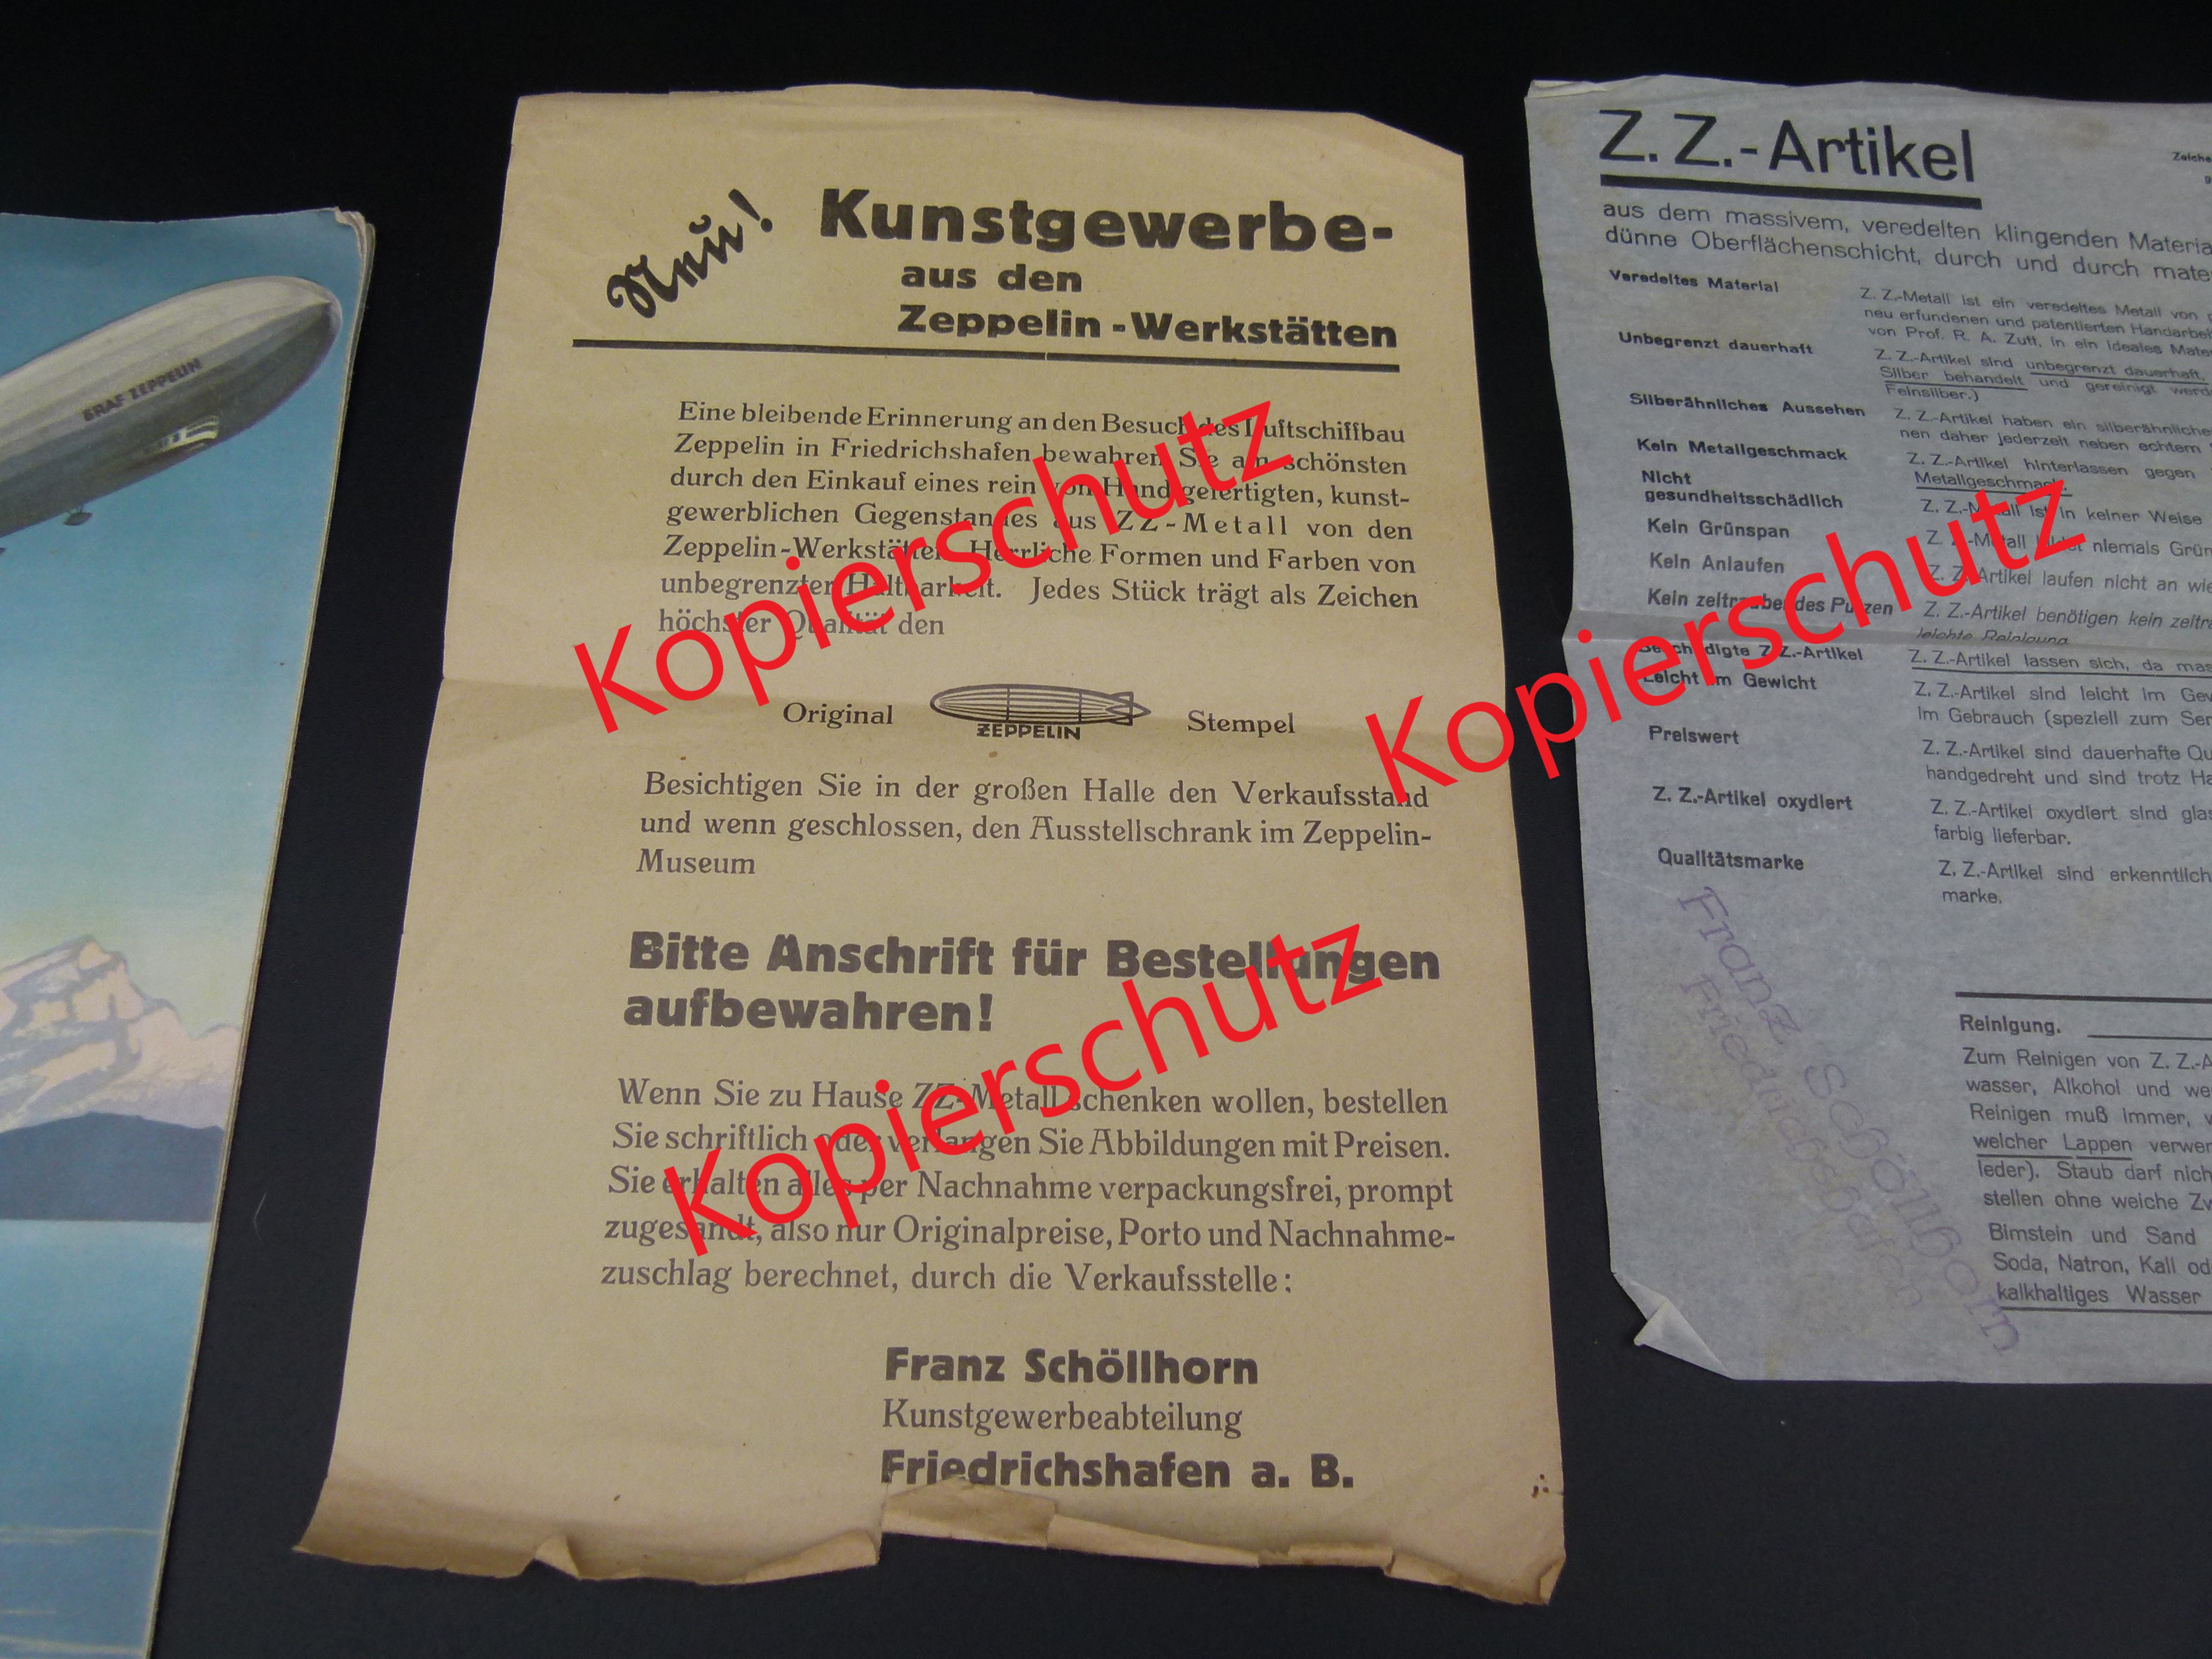 GRAF ZEPPELIN
Neu!
Kunstgewerbe-
aus den
Zeppelin-Werkstätten
Eine bleibende Erinnerung an den Besuch des Luftschiffbau
Zeppelin in Friedrichshafen bewahren Sie am schönsten
durch den Einkauf eines rein von Hand gefertigten, kunst-
gewerblichen Gegenstandes aus ZZ-Metall von den
Zeppelin-Werkstätten. Herrliche Formen und Farben von
unbegrenzter Haltbarkeit. Jedes Stück trägt als Zeichen
höchster Qualität den
Original ZEPPELIN Stempel
Besichtigen Sie in der großen Halle den Verkaufsstand
und wenn geschlossen, den Ausstellschrank im Zeppelin-
Museum
Bitte Anschrift für Bestellungen
aufbewahren!
Wenn Sie zu Hause ZZ-Metall schenken wollen, bestellen
Sie schriftlich oder verlangen Sie Abbildungen mit Preisen.
Sie erhalten alles per Nachnahme verpackungsfrei, prompt
zugesandt, also nur Originalpreise, Porto und Nachnahme-
zuschlag berechnet, durch die Verkaufsstelle:
Franz Schöllhorn
Kunstgewerbeabteilung
Friedrichshafen a. B.
Z. Z.-Artikel
aus dem massivem, veredelten klingenden
dünne Oberflächenschicht, durch und durch
Veredeltes Material
Z. Z.-Metall ist ein veredeltes Metall von
neu erfundenen und patentierten
von Prof. R. A. Zutt, in ein ideales
Unbegrenzt dauerhaft
Z. Z.-Artikel sind unbegrenzt dauerhaft.
Silber behandelt und gereinigt
Feinsilber.)
Silberähnliches Aussehen
Z. Z.-Artikel haben ein
nen daher jederzeit neben echtem
Kein Metallgeschmack
Z. Z.-Artikel hinterlassen gegen
Metallgeschmack.
Nicht
gesundheitsschädlich
Z. Z.-Metall ist in keiner Weise
Kein Grünspan
Z. Z.-Metall bildet niemals
Kein Anlaufen
Z. Z.-Artikel laufen nicht an
Kein zeitraubendes Putzen
Z. Z.-Artikel benötigen kein
leichte Reinigung
Beschädigte Z. Z.-Artikel
Z. Z.-Artikel lassen sich, da
Leicht im Gewicht
Z. Z.-Artikel sind leicht im
im Gebrauch (speziell zum
Preiswert
Z. Z.-Artikel sind dauerhafte
handgedreht und sind trotz
Z. Z.-Artikel oxydiert
Z. Z.-Artikel oxydiert sind
farbig lieferbar.
Qualitätsmarke
Z. Z.-Artikel sind erkenntlich
marke.
Franz Schöllhorn
Friedrichshafen
Reinigung.
Zum Reinigen von Z. Z.-
wasser, Alkohol und
Reinigen muß immer,
welcher Lappen
leder). Staub darf
stellen ohne weiche
Bimstein und Sand
Soda, Natron, Kali
kalkhaltiges Wasser
Kopierschutz
Kopierschutz
Kopierschutz